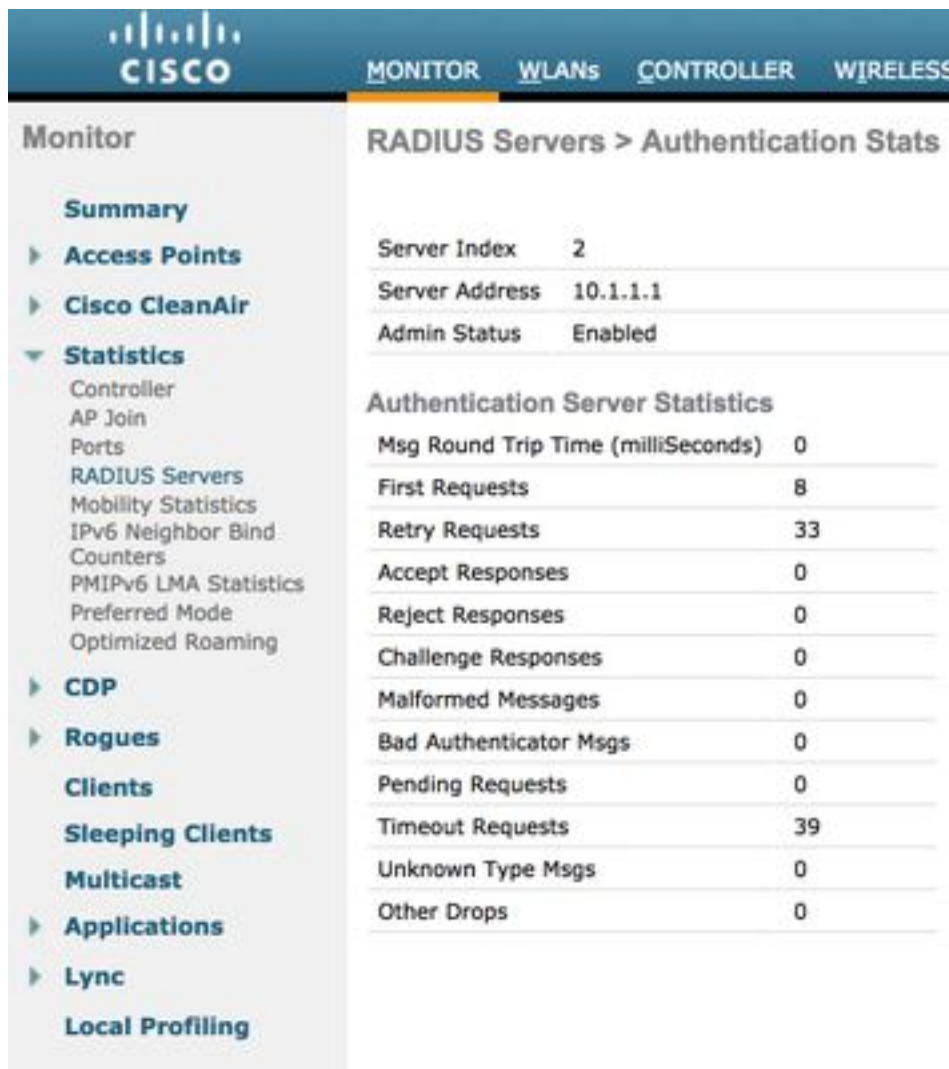 CISCO
MONITOR WLANs CONTROLLER WIRELESS
Monitor
Summary
Access Points
Cisco CleanAir
Statistics
Controller
AP Join
Ports
RADIUS Servers
Mobility Statistics
IPv6 Neighbor Bind
Counters
PMIPv6 LMA Statistics
Preferred Mode
Optimized Roaming
CDP
Rogues
Clients
Sleeping Clients
Multicast
Applications
Lync
Local Profiling
RADIUS Servers > Authentication Stats
Server Index 2
Server Address 10.1.1.1
Admin Status Enabled
Authentication Server Statistics
Msg Round Trip Time (milliSeconds) 0
First Requests 8
Retry Requests 33
Accept Responses 0
Reject Responses 0
Challenge Responses 0
Malformed Messages 0
Bad Authenticator Msgs 0
Pending Requests 0
Timeout Requests 39
Unknown Type Msgs 0
Other Drops 0